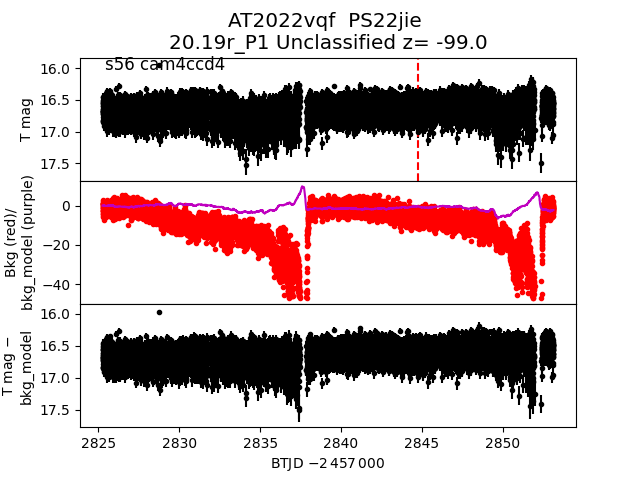 AT2022vqf  PS22jie
20.19r_P1 Unclassified z= -99.0
s56 cam4ccd4
16.0
16.5
17.0
17.5
T mag
0
−20
−40
Bkg (red)/
bkg_model (purple)
16.0
16.5
17.0
17.5
T mag −
bkg_model
2825
2830
2835
2840
2845
2850
BTJD −2 457 000